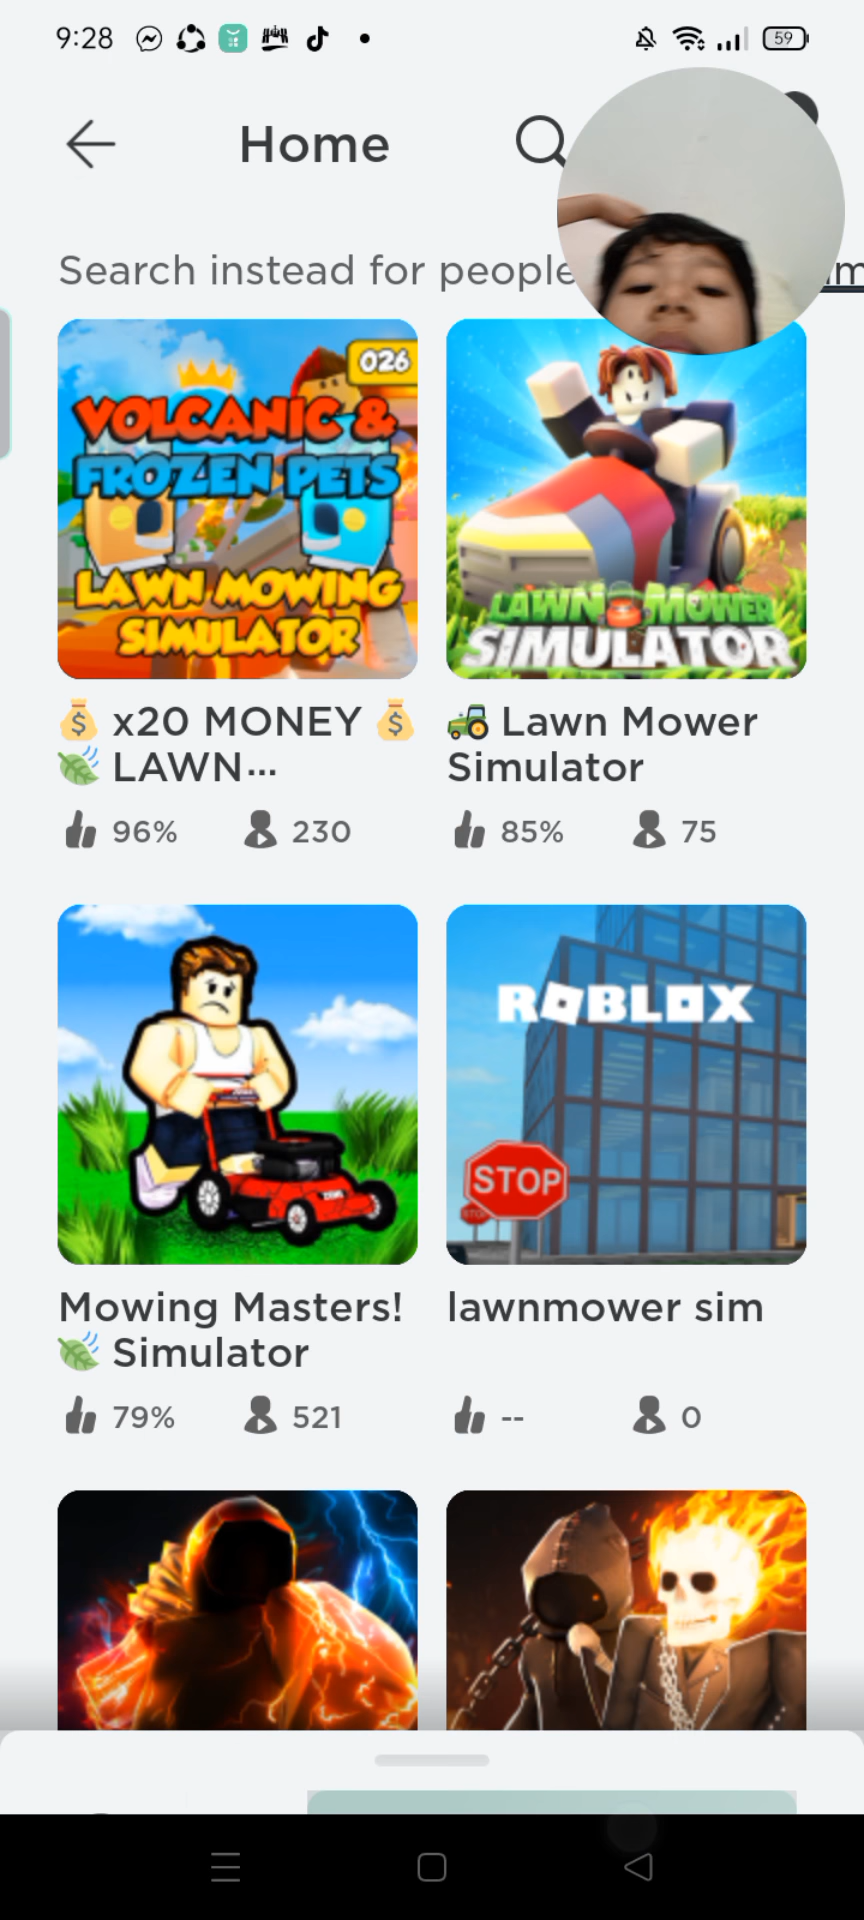 9:28
59
Home
Search instead for people
VOLCANIC &
026
FROZEN PETS
LAWN MOWING
SIMULATOR
LAWN MOWER
SIMULATOR
💰 x20 MONEY 💰
🍃 LAWN...
🚜 Lawn Mower
Simulator
96% 230
85% 75
ROBLOX
STOP
STOP
Mowing Masters!
🍃 Simulator
lawnmower sim
79% 521
-- 0